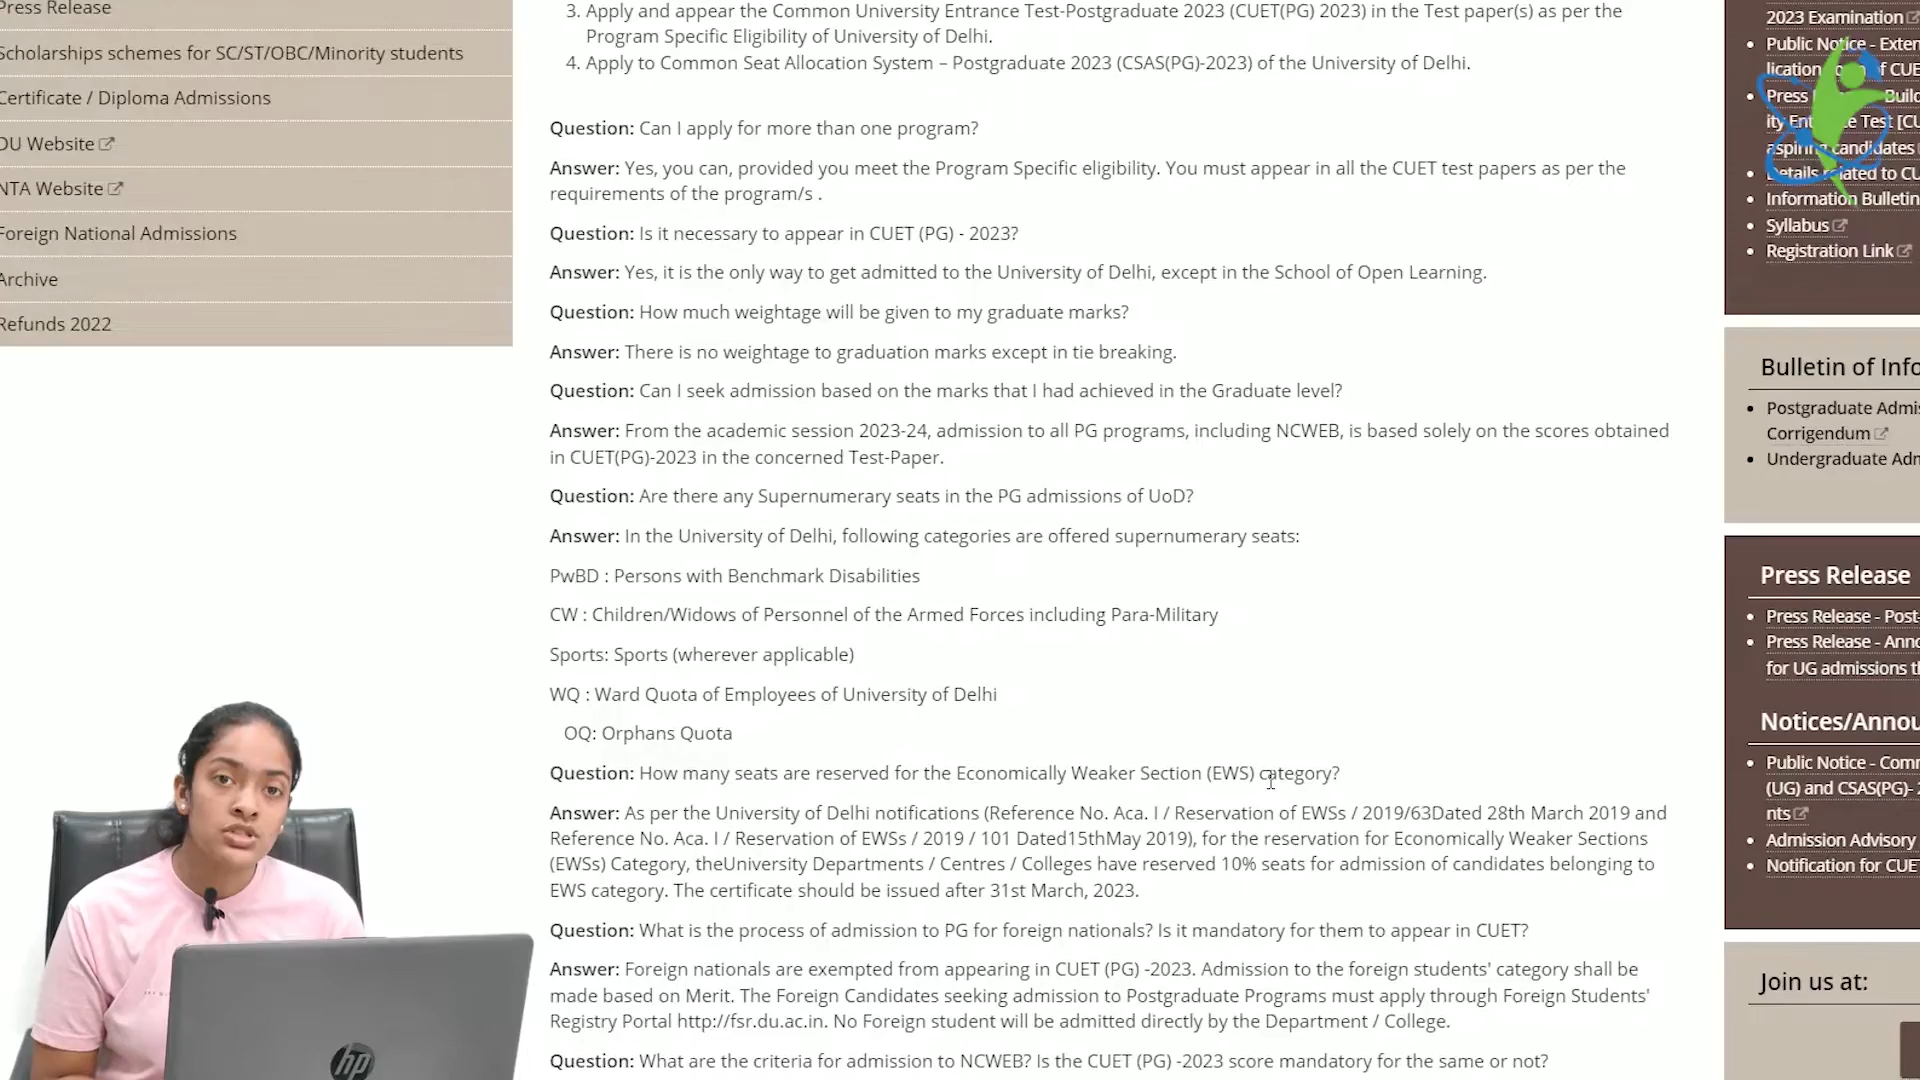 Press Release
Scholarships schemes for SC/ST/OBC/Minority students
Certificate / Diploma Admissions
DU Website
NTA Website
Foreign National Admissions
Archive
Refunds 2022
3. Apply and appear the Common University Entrance Test-Postgraduate 2023 (CUET(PG) 2023) in the Test paper(s) as per the
Program Specific Eligibility of University of Delhi.
4. Apply to Common Seat Allocation System – Postgraduate 2023 (CSAS(PG)-2023) of the University of Delhi.
Question: Can I apply for more than one program?
Answer: Yes, you can, provided you meet the Program Specific eligibility. You must appear in all the CUET test papers as per the
requirements of the program/s .
Question: Is it necessary to appear in CUET (PG) - 2023?
Answer: Yes, it is the only way to get admitted to the University of Delhi, except in the School of Open Learning.
Question: How much weightage will be given to my graduate marks?
Answer: There is no weightage to graduation marks except in tie breaking.
Question: Can I seek admission based on the marks that I had achieved in the Graduate level?
Answer: From the academic session 2023-24, admission to all PG programs, including NCWEB, is based solely on the scores obtained
in CUET(PG)-2023 in the concerned Test-Paper.
Question: Are there any Supernumerary seats in the PG admissions of UoD?
Answer: In the University of Delhi, following categories are offered supernumerary seats:
PwBD : Persons with Benchmark Disabilities
CW : Children/Widows of Personnel of the Armed Forces including Para-Military
Sports: Sports (wherever applicable)
WQ : Ward Quota of Employees of University of Delhi
OQ: Orphans Quota
Question: How many seats are reserved for the Economically Weaker Section (EWS) category?
Answer: As per the University of Delhi notifications (Reference No. Aca. I / Reservation of EWSs / 2019/63Dated 28th March 2019 and
Reference No. Aca. I / Reservation of EWSs / 2019 / 101 Dated15thMay 2019), for the reservation for Economically Weaker Sections
(EWSs) Category, theUniversity Departments / Centres / Colleges have reserved 10% seats for admission of candidates belonging to
EWS category. The certificate should be issued after 31st March, 2023.
Question: What is the process of admission to PG for foreign nationals? Is it mandatory for them to appear in CUET?
Answer: Foreign nationals are exempted from appearing in CUET (PG) -2023. Admission to the foreign students' category shall be
made based on Merit. The Foreign Candidates seeking admission to Postgraduate Programs must apply through Foreign Students'
Registry Portal http://fsr.du.ac.in. No Foreign student will be admitted directly by the Department / College.
Question: What are the criteria for admission to NCWEB? Is the CUET (PG) -2023 score mandatory for the same or not?
2023 Examination
Public Notice - Exten
lication of CUE
Press Build
ity Test [CU
aspiring candidates
Details related to CU
Information Bulletin
Syllabus
Registration Link
Bulletin of Info
Postgraduate Admis
Corrigendum
Undergraduate Adm
Press Release
Press Release - Post-
Press Release - Anno
for UG admissions th
Notices/Annou
Public Notice - Comm
(UG) and CSAS(PG)- 2
nts
Admission Advisory
Notification for CUE
Join us at:
hp